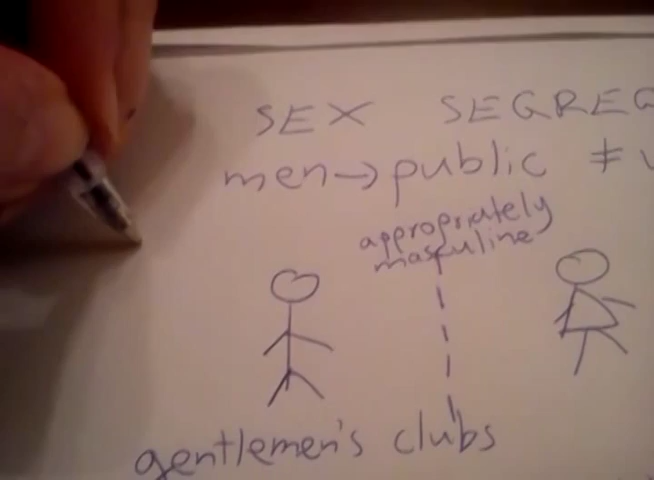 SEX SEGREG
men → public ≠
appropriately
masculine
gentlemen's clubs